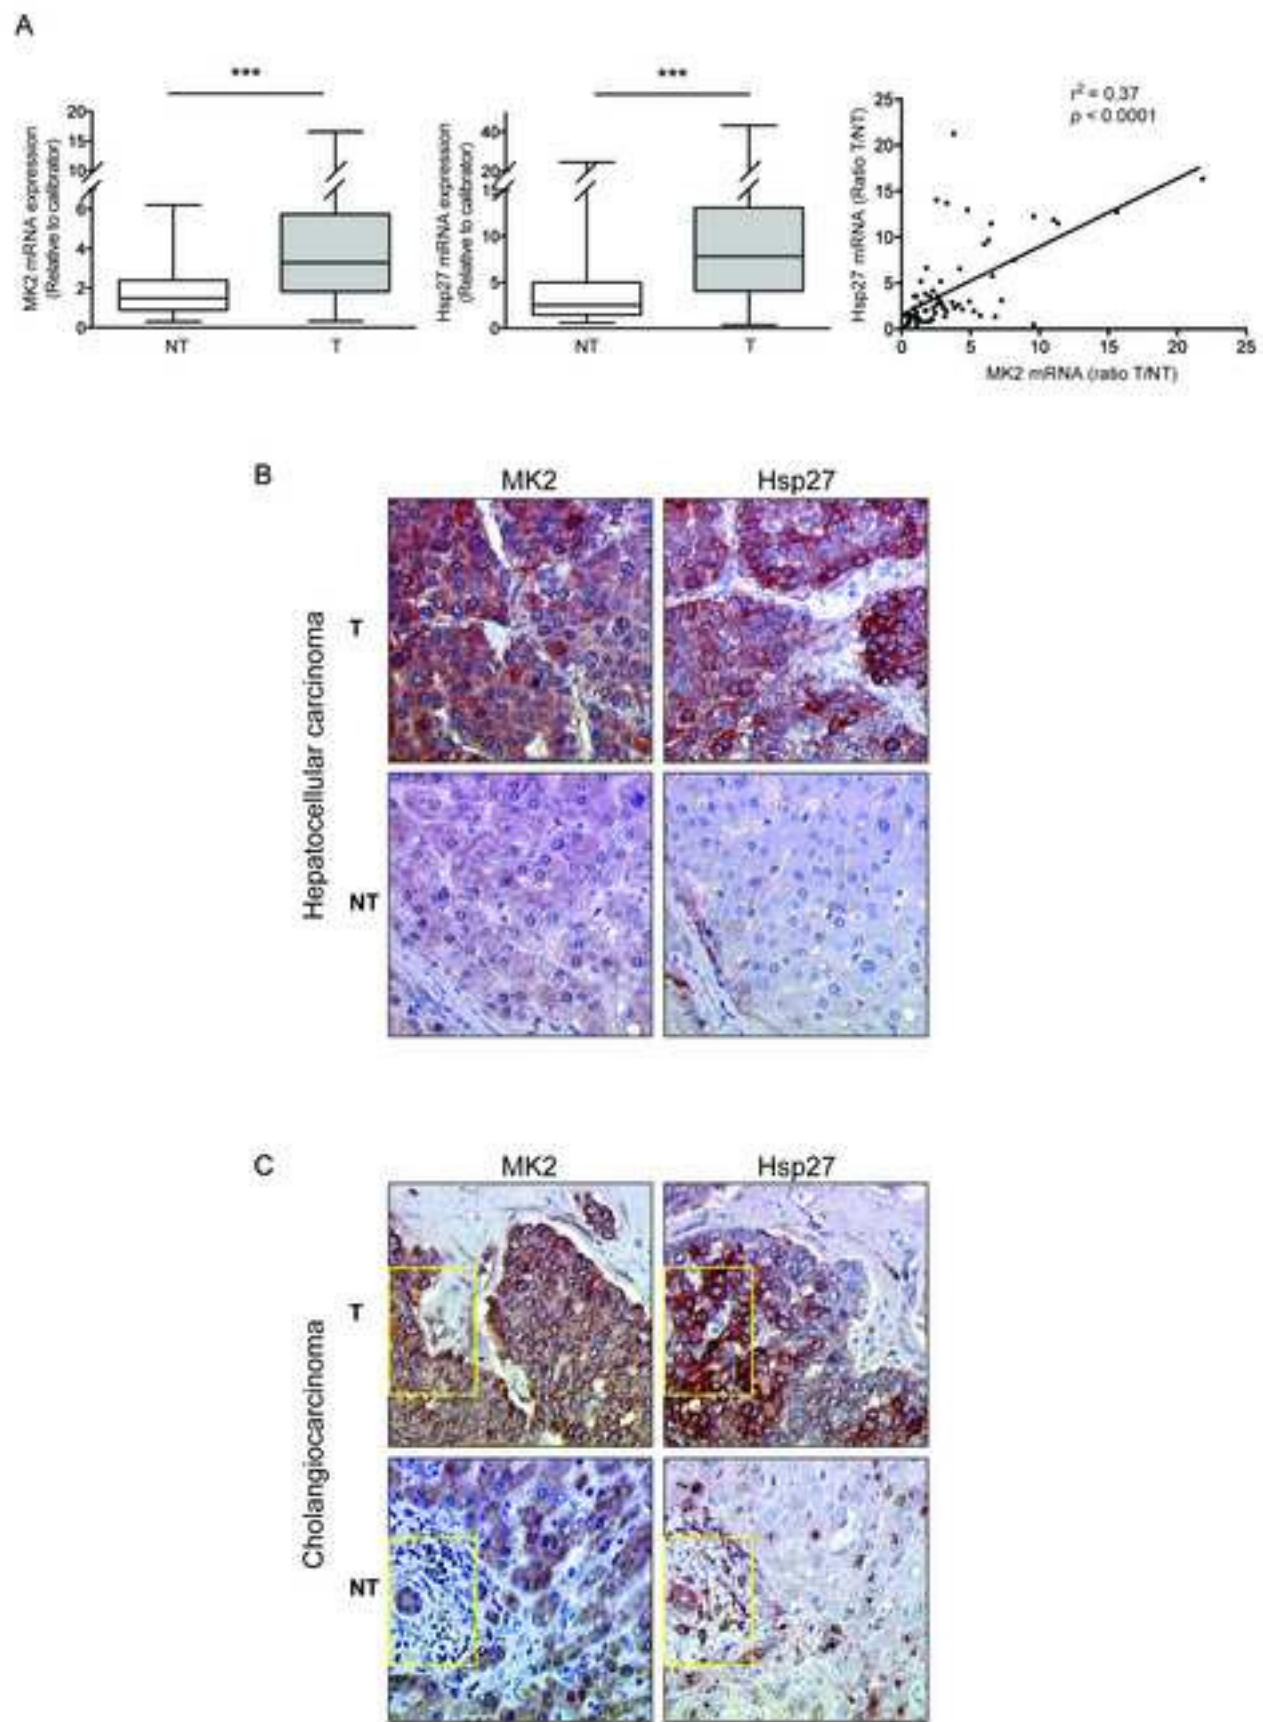 A
***
MK2 mRNA expression
(Relative to calibrator)
20
15
10
6
4
2
0
NT
T
***
Hsp27 mRNA expression
(Relative to calibrator)
40
20
15
10
5
0
NT
T
r² = 0.37
p < 0.0001
Hsp27 mRNA (Ratio T/NT)
25
20
15
10
5
0
0
5
10
15
20
25
MK2 mRNA (ratio T/NT)
B
MK2
Hsp27
Hepatocellular carcinoma
T
NT
C
MK2
Hsp27
Cholangiocarcinoma
T
NT